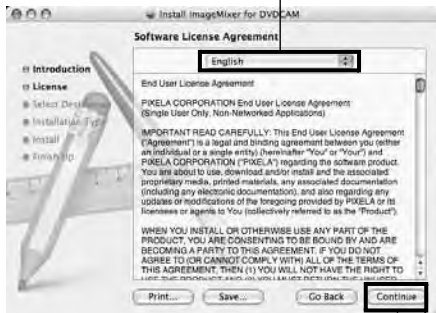 Install ImageMixer for DVDCAM
Software License Agreement
English
Introduction
License
Select Destination
Installation Type
Install
Finish Up
End User License Agreement
PIXELA CORPORATION End User License Agreement
(Single User Only, Non-Networked Applications)
IMPORTANT READ CAREFULLY: This End User License Agreement
("Agreement") is a legal and binding agreement between you (either
an individual or a single entity) (hereinafter "You" or "Your") and
PIXELA CORPORATION ("PIXELA") regarding the software product.
You are about to use, download and/or install and the associated
proprietary media, printed materials, any associated documentation
(including any electronic documentation), and also regarding any
updates or modifications of the foregoing provided by PIXELA or its
licensees or agents to You (collectively referred to as the "Product").
WHEN YOU INSTALL OR OTHERWISE USE ANY PART OF THE
PRODUCT, YOU ARE CONSENTING TO BE BOUND BY AND ARE
BECOMING A PARTY TO THIS AGREEMENT. IF YOU DO NOT
AGREE TO (OR CANNOT COMPLY WITH) ALL OF THE TERMS OF
THIS AGREEMENT, THEN (1) YOU WILL NOT HAVE THE RIGHT TO
Print...
Save...
Go Back
Continue